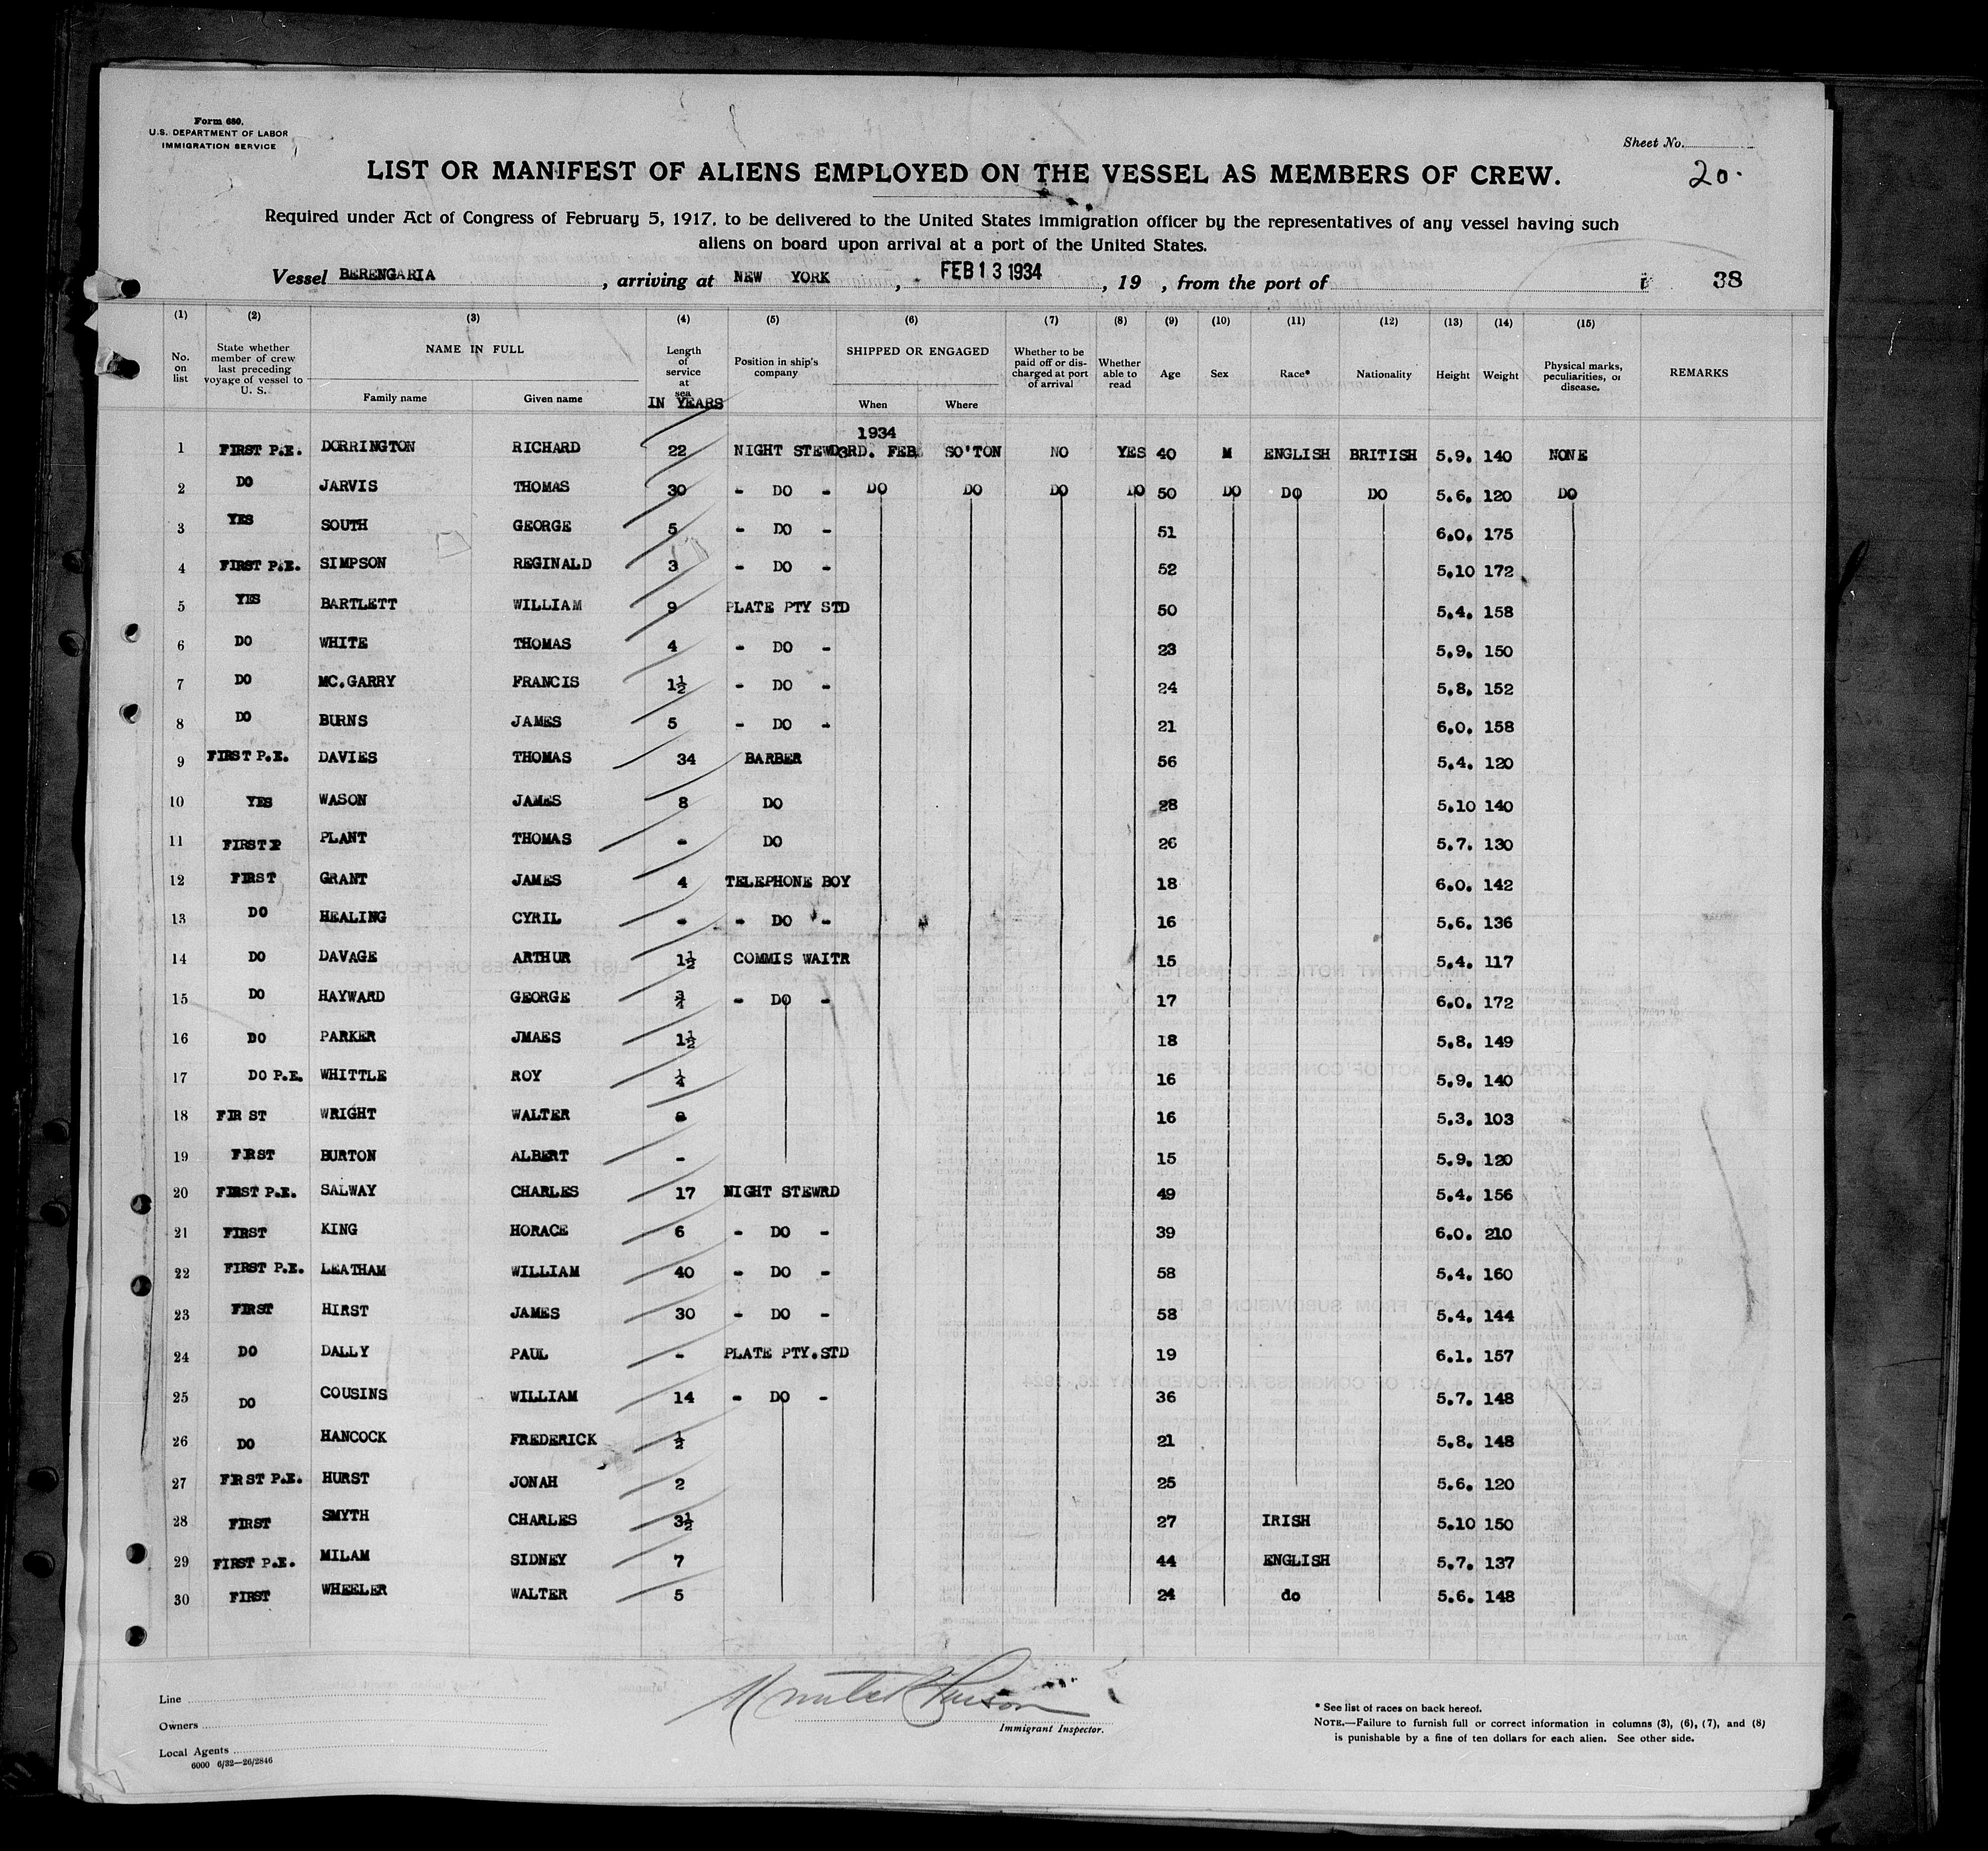 Form 680.
U.S. DEPARTMENT OF LABOR
IMMIGRATION SERVICE
Sheet No.
20.
LIST OR MANIFEST OF ALIENS EMPLOYED ON THE VESSEL AS MEMBERS OF CREW.
Required under Act of Congress of February 5, 1917, to be delivered to the United States immigration officer by the representatives of any vessel having such
aliens on board upon arrival at a port of the United States.
Vessel BERENGARIA , arriving at NEW YORK , FEB 13 1934 , 19 , from the port of 38
(1) (2) (3) (4) (5) (6) (7) (8) (9) (10) (11) (12) (13) (14) (15)
No. on list State whether member of crew last preceding voyage of vessel to U. S. NAME IN FULL Family name Given name Length of service at sea IN YEARS Position in ship's company SHIPPED OR ENGAGED When Where Whether to be paid off or discharged at port of arrival Whether able to read Age Sex Race* Nationality Height Weight Physical marks, peculiarities, or disease. REMARKS
1934
1 FIRST P.E. DORRINGTON RICHARD 22 NIGHT STEWD 3RD. FEB. SO'TON NO YES 40 M ENGLISH BRITISH 5.9. 140 NONE
2 DO JARVIS THOMAS 30 - DO - DO DO DO DO 50 DO DO DO 5.6. 120 DO
3 YES SOUTH GEORGE 5 - DO - 51 6.0. 175
4 FIRST P.E. SIMPSON REGINALD 3 - DO - 52 5.10 172
5 YES BARTLETT WILLIAM 9 PLATE PTY STD 50 5.4. 158
6 DO WHITE THOMAS 4 - DO - 23 5.9. 150
7 DO MC.GARRY FRANCIS 1½ - DO - 24 5.8. 152
8 DO BURNS JAMES 5 - DO - 21 6.0. 158
9 FIRST P.E. DAVIES THOMAS 34 BARBER 56 5.4. 120
10 YES WASON JAMES 8 DO 28 5.10 140
11 FIRST P PLANT THOMAS - DO 26 5.7. 130
12 FIRST GRANT JAMES 4 TELEPHONE BOY 18 6.0. 142
13 DO HEALING CYRIL - - DO - 16 5.6. 136
14 DO DAVAGE ARTHUR 1½ COMMIS WAITR 15 5.4. 117
15 DO HAYWARD GEORGE ¾ - DO - 17 6.0. 172
16 DO PARKER JMAES 1½ 18 5.8. 149
17 DO P.E. WHITTLE ROY ¼ 16 5.9. 140
18 FIRST WRIGHT WALTER 16 5.3. 103
19 FIRST BURTON ALBERT - 15 5.9. 120
20 FIRST P.E. SALWAY CHARLES 17 NIGHT STEWRD 49 5.4. 156
21 FIRST KING HORACE 6 - DO - 39 6.0. 210
22 FIRST P.E. LEATHAM WILLIAM 40 - DO - 58 5.4. 160
23 FIRST HIRST JAMES 30 - DO - 58 5.4. 144
24 DO DALLY PAUL - PLATE PTY.STD 19 6.1. 157
25 DO COUSINS WILLIAM 14 - DO - 36 5.7. 148
26 DO HANCOCK FREDERICK ½ 21 5.8. 148
27 FIRST P.E. HURST JONAH 2 25 5.6. 120
28 FIRST SMYTH CHARLES 3½ 27 IRISH 5.10 150
29 FIRST P.E. MILAM SIDNEY 7 44 ENGLISH 5.7. 137
30 FIRST WHEELER WALTER 5 24 do 5.6. 148
Line
Owners
Local Agents
6000 6/32—26/2846
Immigrant Inspector.
* See list of races on back hereof.
NOTE.—Failure to furnish full or correct information in columns (3), (6), (7), and (8)
is punishable by a fine of ten dollars for each alien. See other side.